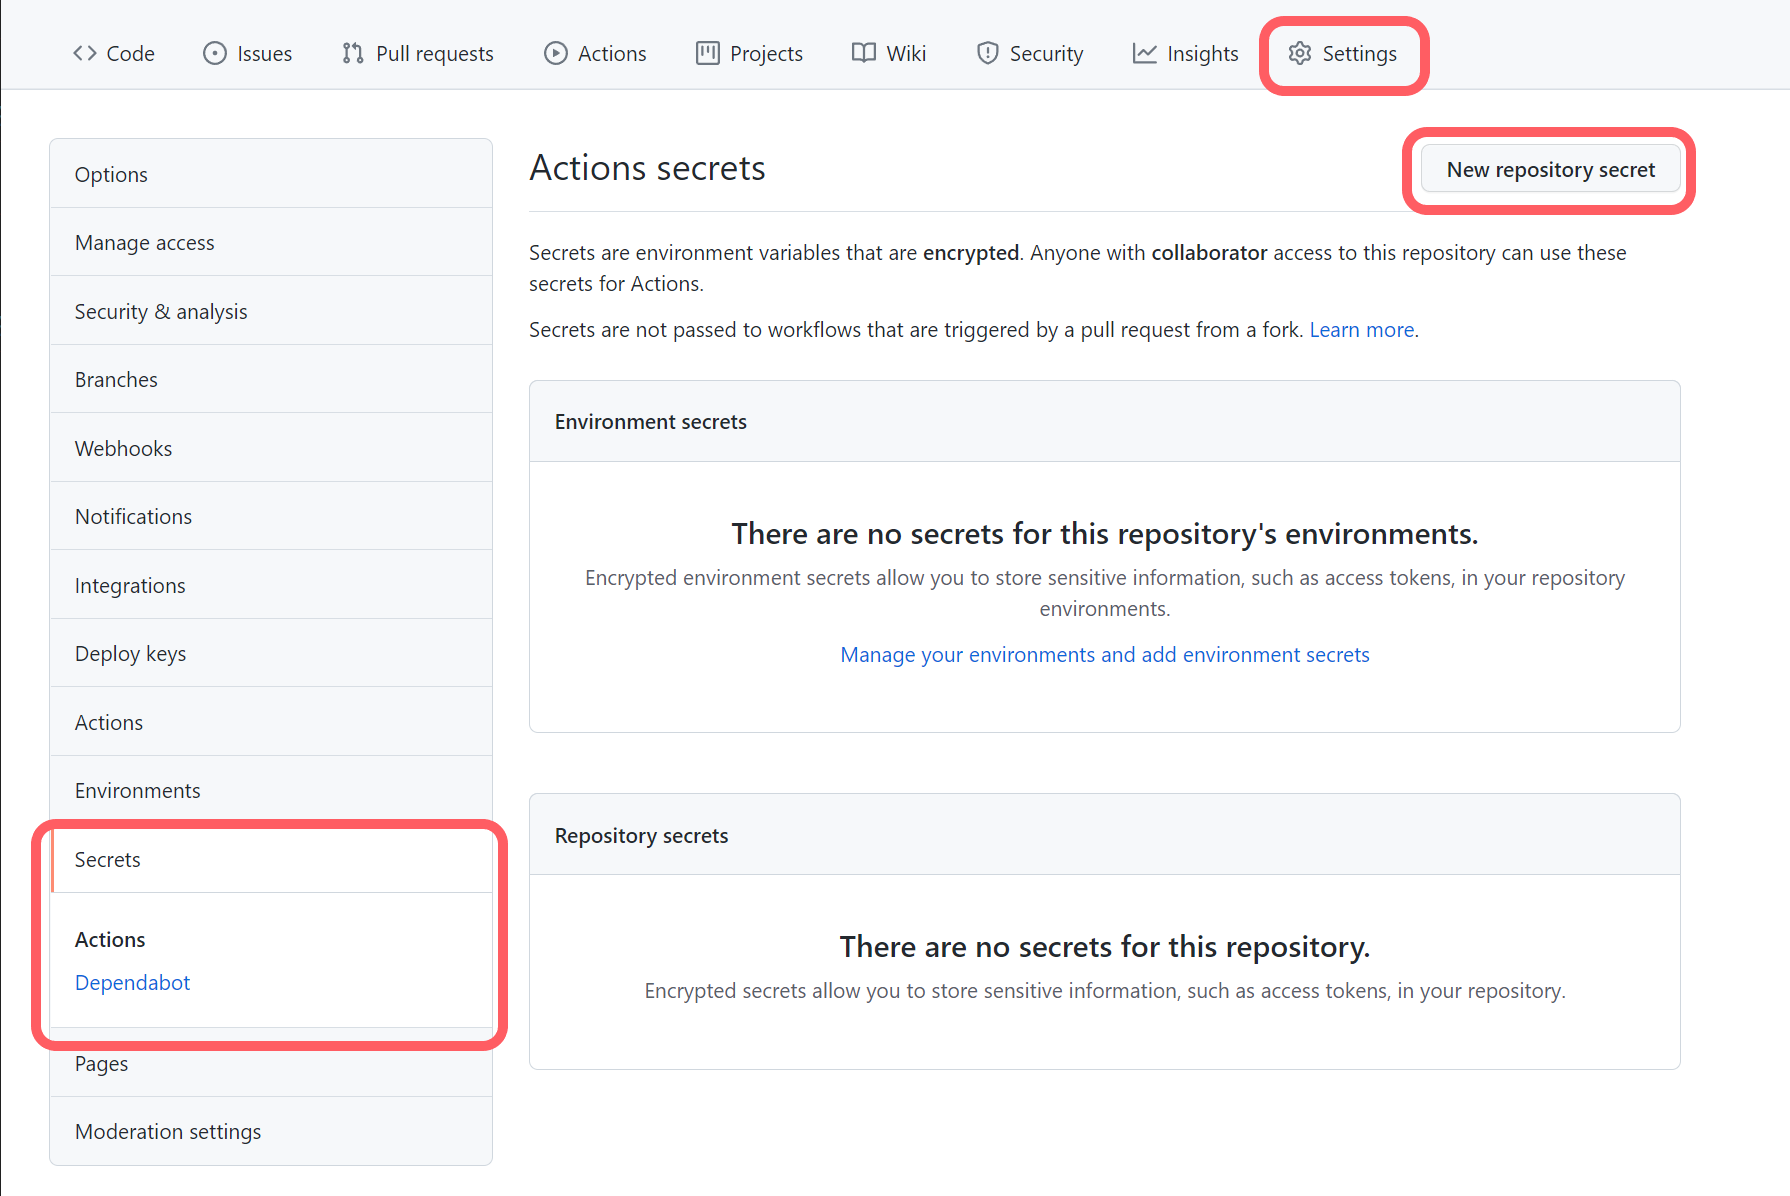 Code
Issues
Pull requests
Actions
Projects
Wiki
Security
Insights
Settings
Options
Manage access
Security & analysis
Branches
Webhooks
Notifications
Integrations
Deploy keys
Actions
Environments
Secrets
Actions
Dependabot
Pages
Moderation settings
Actions secrets
New repository secret
Secrets are environment variables that are encrypted. Anyone with collaborator access to this repository can use these
secrets for Actions.
Secrets are not passed to workflows that are triggered by a pull request from a fork. Learn more.
Environment secrets
There are no secrets for this repository's environments.
Encrypted environment secrets allow you to store sensitive information, such as access tokens, in your repository
environments.
Manage your environments and add environment secrets
Repository secrets
There are no secrets for this repository.
Encrypted secrets allow you to store sensitive information, such as access tokens, in your repository.